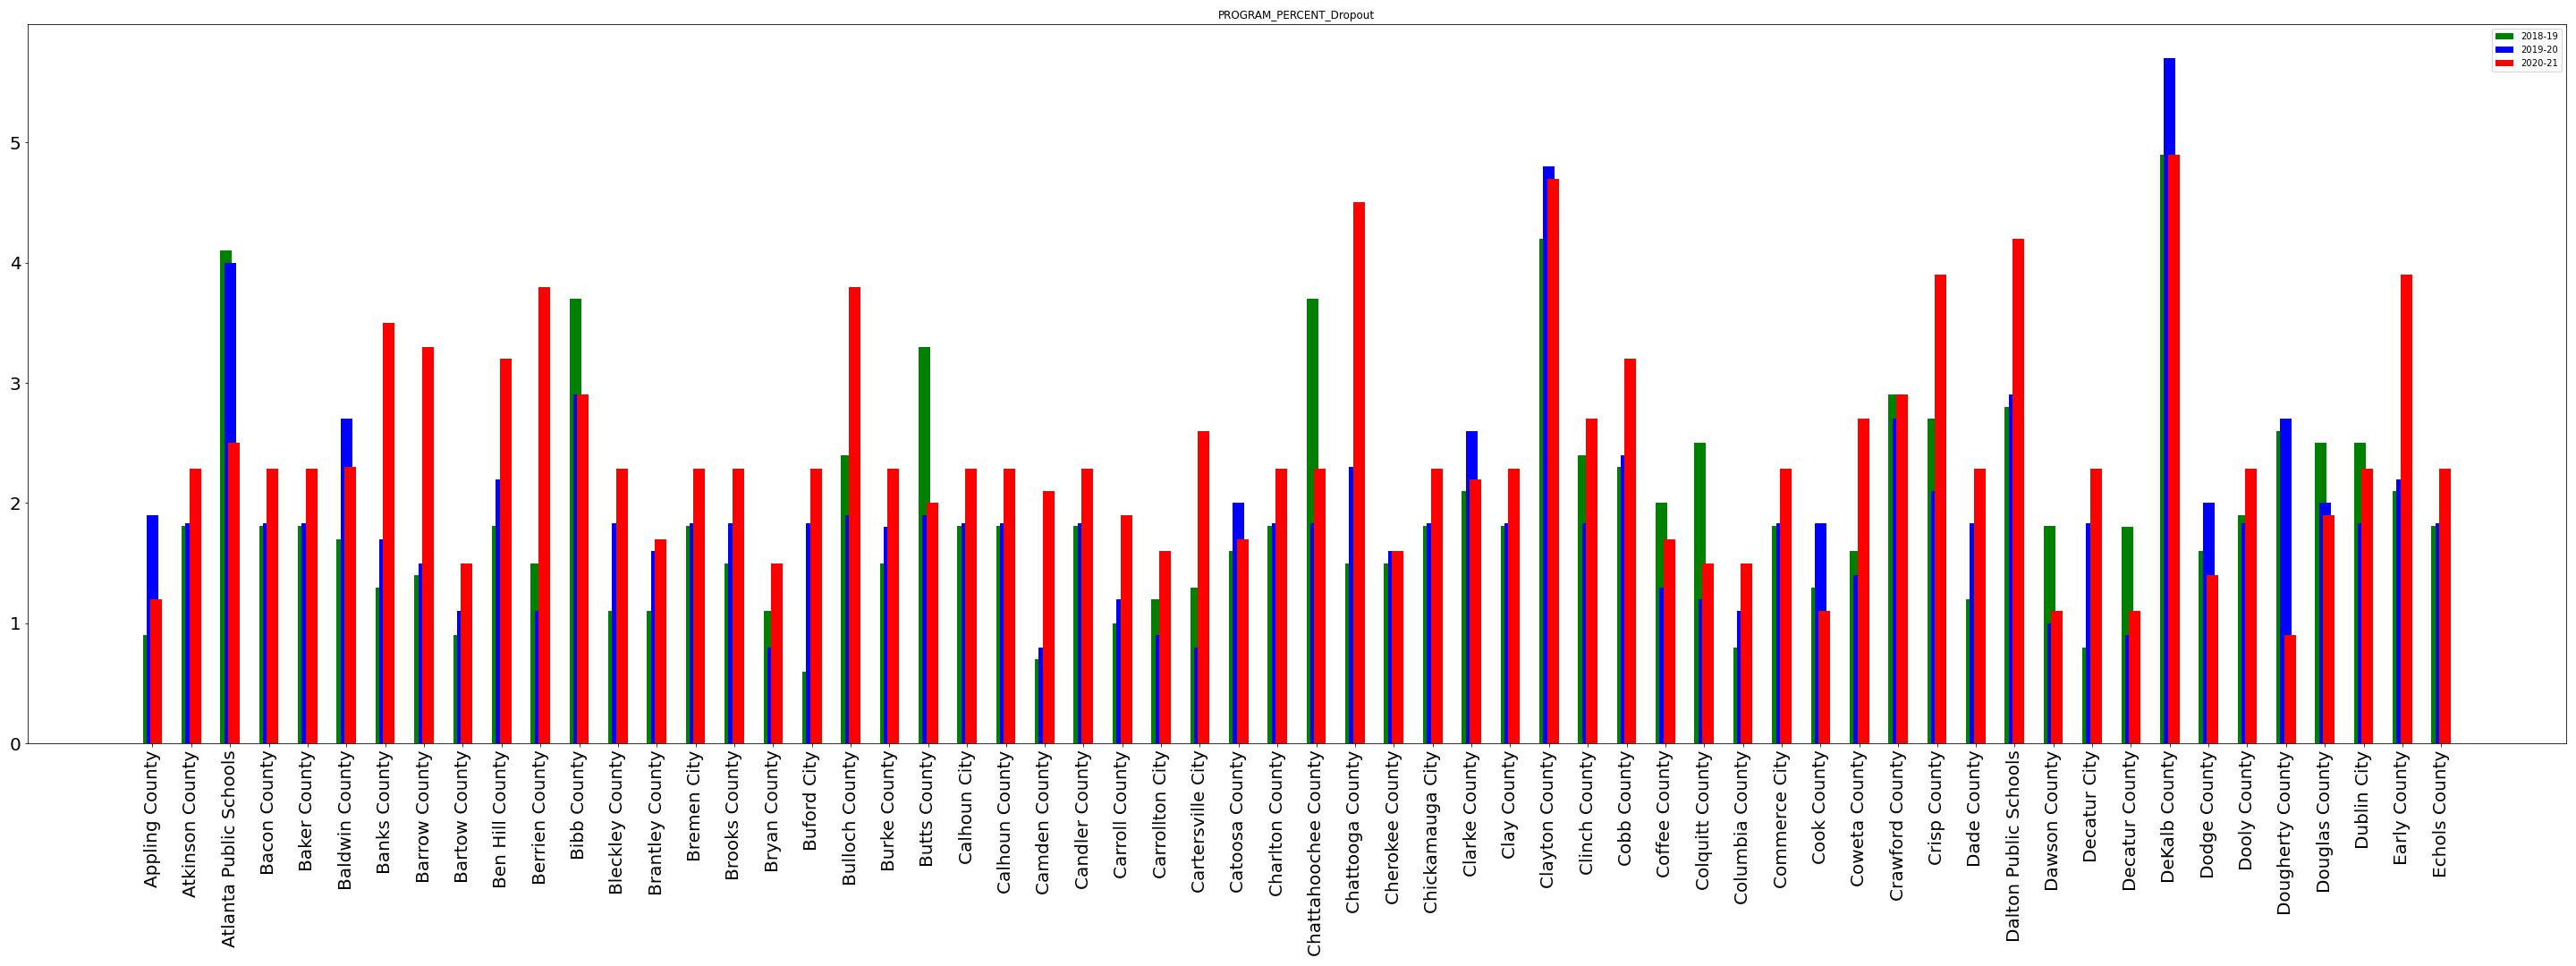 PROGRAM_PERCENT_Dropout
2018-19
2019-20
2020-21
5
4
3
2
1
0
Appling County
Atkinson County
Atlanta Public Schools
Bacon County
Baker County
Baldwin County
Banks County
Barrow County
Bartow County
Ben Hill County
Berrien County
Bibb County
Bleckley County
Brantley County
Bremen City
Brooks County
Bryan County
Buford City
Bulloch County
Burke County
Butts County
Calhoun City
Calhoun County
Camden County
Candler County
Carroll County
Carrollton City
Cartersville City
Catoosa County
Charlton County
Chattahoochee County
Chattooga County
Cherokee County
Chickamauga City
Clarke County
Clay County
Clayton County
Clinch County
Cobb County
Coffee County
Colquitt County
Columbia County
Commerce City
Cook County
Coweta County
Crawford County
Crisp County
Dade County
Dalton Public Schools
Dawson County
Decatur City
Decatur County
DeKalb County
Dodge County
Dooly County
Dougherty County
Douglas County
Dublin City
Early County
Echols County